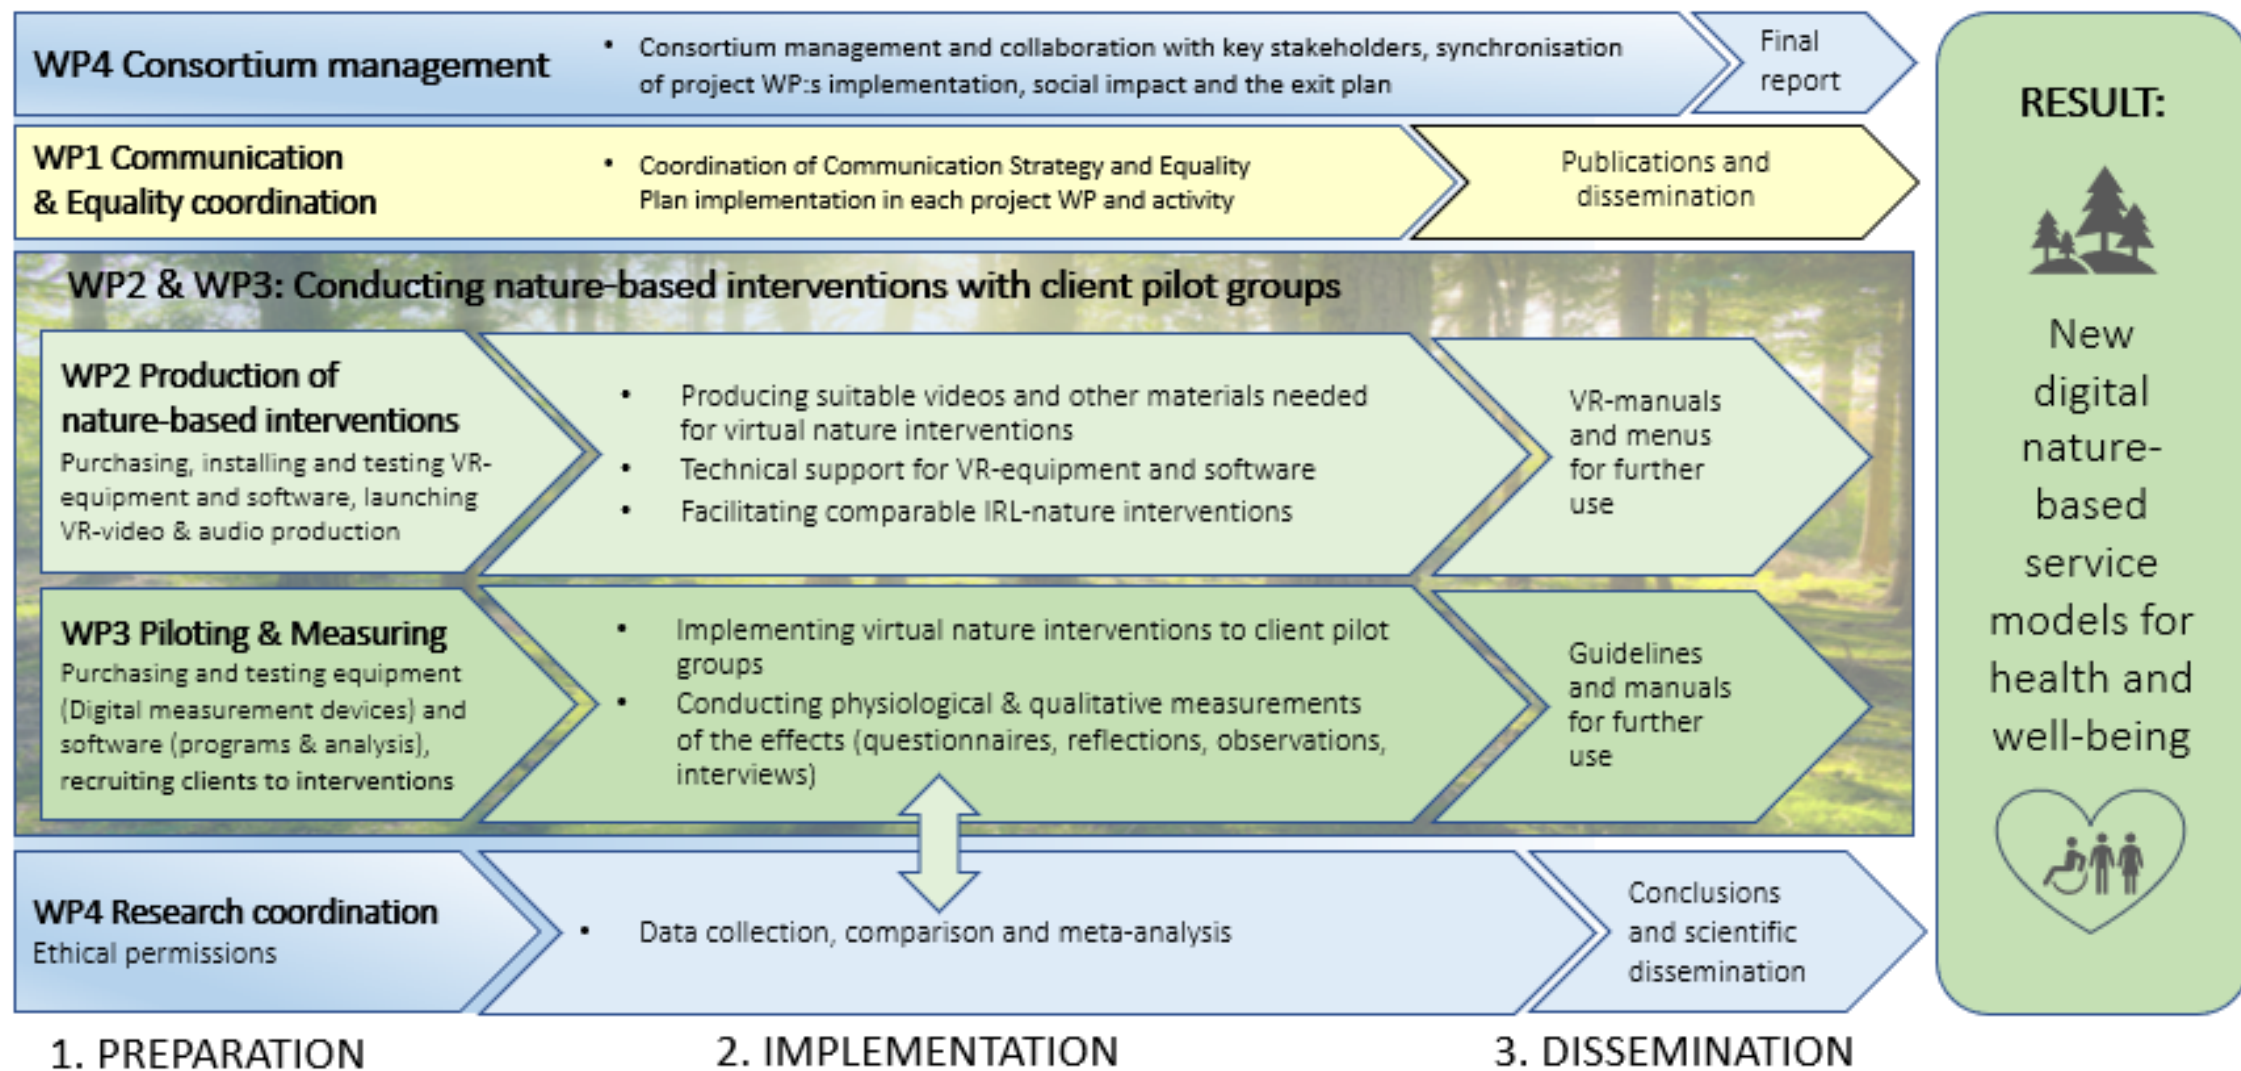 WP4 Consortium management
• Consortium management and collaboration with key stakeholders, synchronisation
of project WP:s implementation, social impact and the exit plan
Final
report
WP1 Communication
& Equality coordination
• Coordination of Communication Strategy and Equality
Plan implementation in each project WP and activity
Publications and
dissemination
WP2 & WP3: Conducting nature-based interventions with client pilot groups
WP2 Production of
nature-based interventions
Purchasing, installing and testing VR-
equipment and software, launching
VR-video & audio production
• Producing suitable videos and other materials needed
for virtual nature interventions
• Technical support for VR-equipment and software
• Facilitating comparable IRL-nature interventions
VR-manuals
and menus
for further
use
WP3 Piloting & Measuring
Purchasing and testing equipment
(Digital measurement devices) and
software (programs & analysis),
recruiting clients to interventions
• Implementing virtual nature interventions to client pilot
groups
• Conducting physiological & qualitative measurements
of the effects (questionnaires, reflections, observations,
interviews)
Guidelines
and manuals
for further
use
WP4 Research coordination
Ethical permissions
• Data collection, comparison and meta-analysis
Conclusions
and scientific
dissemination
1. PREPARATION
2. IMPLEMENTATION
3. DISSEMINATION
RESULT:
New
digital
nature-
based
service
models for
health and
well-being